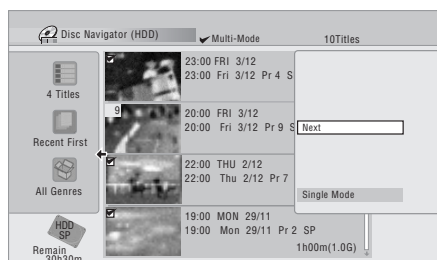 Disc Navigator (HDD)
Multi-Mode
10Titles
4 Titles
Recent First
All Genres
HDD
SP
Remain
30h30m
23:00 FRI 3/12
23:00 Fri 3/12 Pr 4 S
9
20:00 FRI 3/12
20:00 Fri 3/12 Pr 9 S
22:00 THU 2/12
22:00 Thu 2/12 Pr 7
19:00 MON 29/11
19:00 Mon 29/11 Pr 2 SP
1h00m(1.0G)
Next
Single Mode